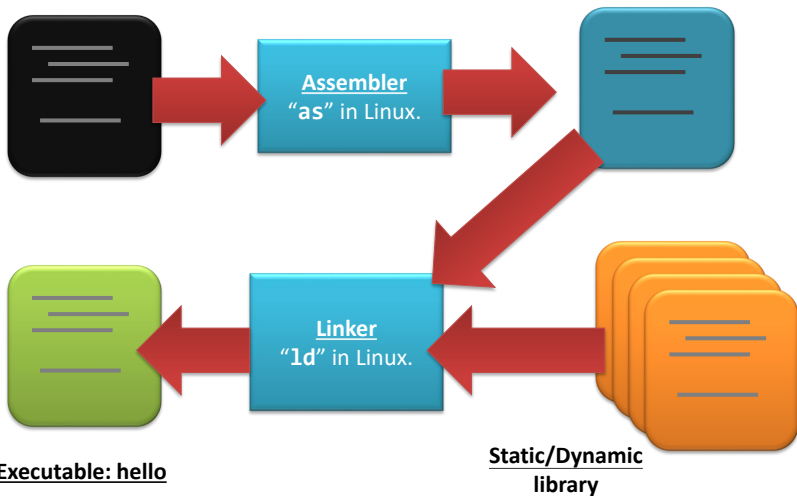 Assembler
“as” in Linux.
Linker
“ld” in Linux.
Executable: hello
Static/Dynamic
library